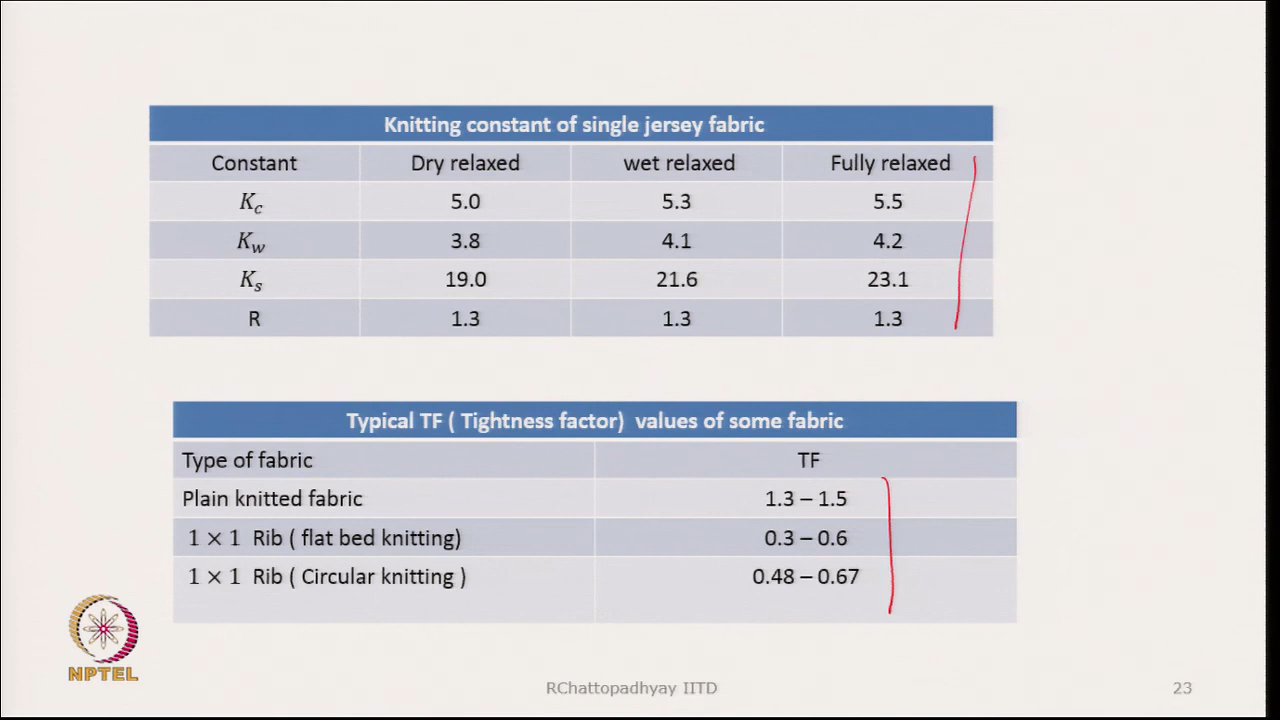 Knitting constant of single jersey fabric
Constant Dry relaxed wet relaxed Fully relaxed
K_c 5.0 5.3 5.5
K_w 3.8 4.1 4.2
K_s 19.0 21.6 23.1
R 1.3 1.3 1.3
Typical TF ( Tightness factor) values of some fabric
Type of fabric TF
Plain knitted fabric 1.3 – 1.5
1 × 1 Rib ( flat bed knitting) 0.3 – 0.6
1 × 1 Rib ( Circular knitting ) 0.48 – 0.67
NPTEL
RChattopadhyay IITD 23